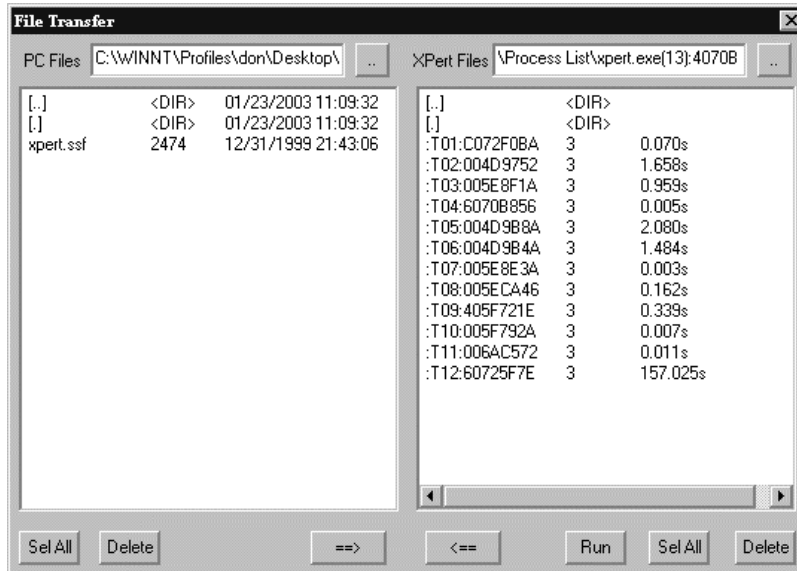 File Transfer
PC Files C:\WINNT\Profiles\don\Desktop\ ..
XPert Files \Process List\xpert.exe(13):4070B ..
[..] <DIR> 01/23/2003 11:09:32
[.] <DIR> 01/23/2003 11:09:32
xpert.ssf 2474 12/31/1999 21:43:06
[..] <DIR>
[.] <DIR>
:T01:C072F0BA 3 0.070s
:T02:004D9752 3 1.658s
:T03:005E8F1A 3 0.959s
:T04:6070B856 3 0.005s
:T05:004D9B8A 3 2.080s
:T06:004D9B4A 3 1.484s
:T07:005E8E3A 3 0.003s
:T08:005ECA46 3 0.162s
:T09:405F721E 3 0.339s
:T10:005F792A 3 0.007s
:T11:006AC572 3 0.011s
:T12:60725F7E 3 157.025s
Sel All Delete ==> <== Run Sel All Delete